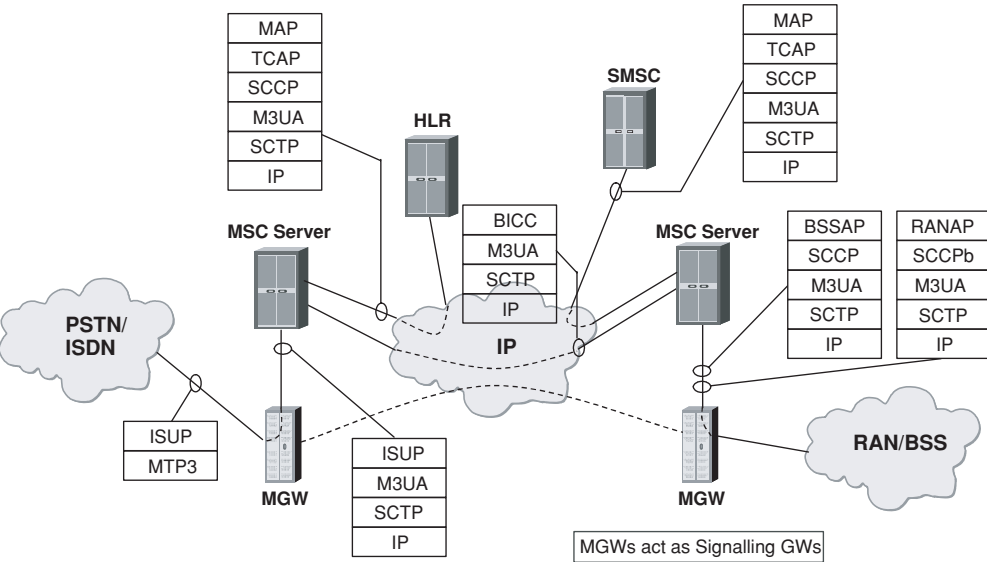 MAP
TCAP
SCCP
M3UA
SCTP
IP
SMSC
MAP
TCAP
SCCP
M3UA
SCTP
IP
HLR
MSC Server
BICC
M3UA
SCTP
IP
MSC Server
BSSAP
SCCP
M3UA
SCTP
IP
RANAP
SCCPb
M3UA
SCTP
IP
PSTN/
ISDN
IP
ISUP
MTP3
MGW
ISUP
M3UA
SCTP
IP
MGW
RAN/BSS
MGWs act as Signalling GWs